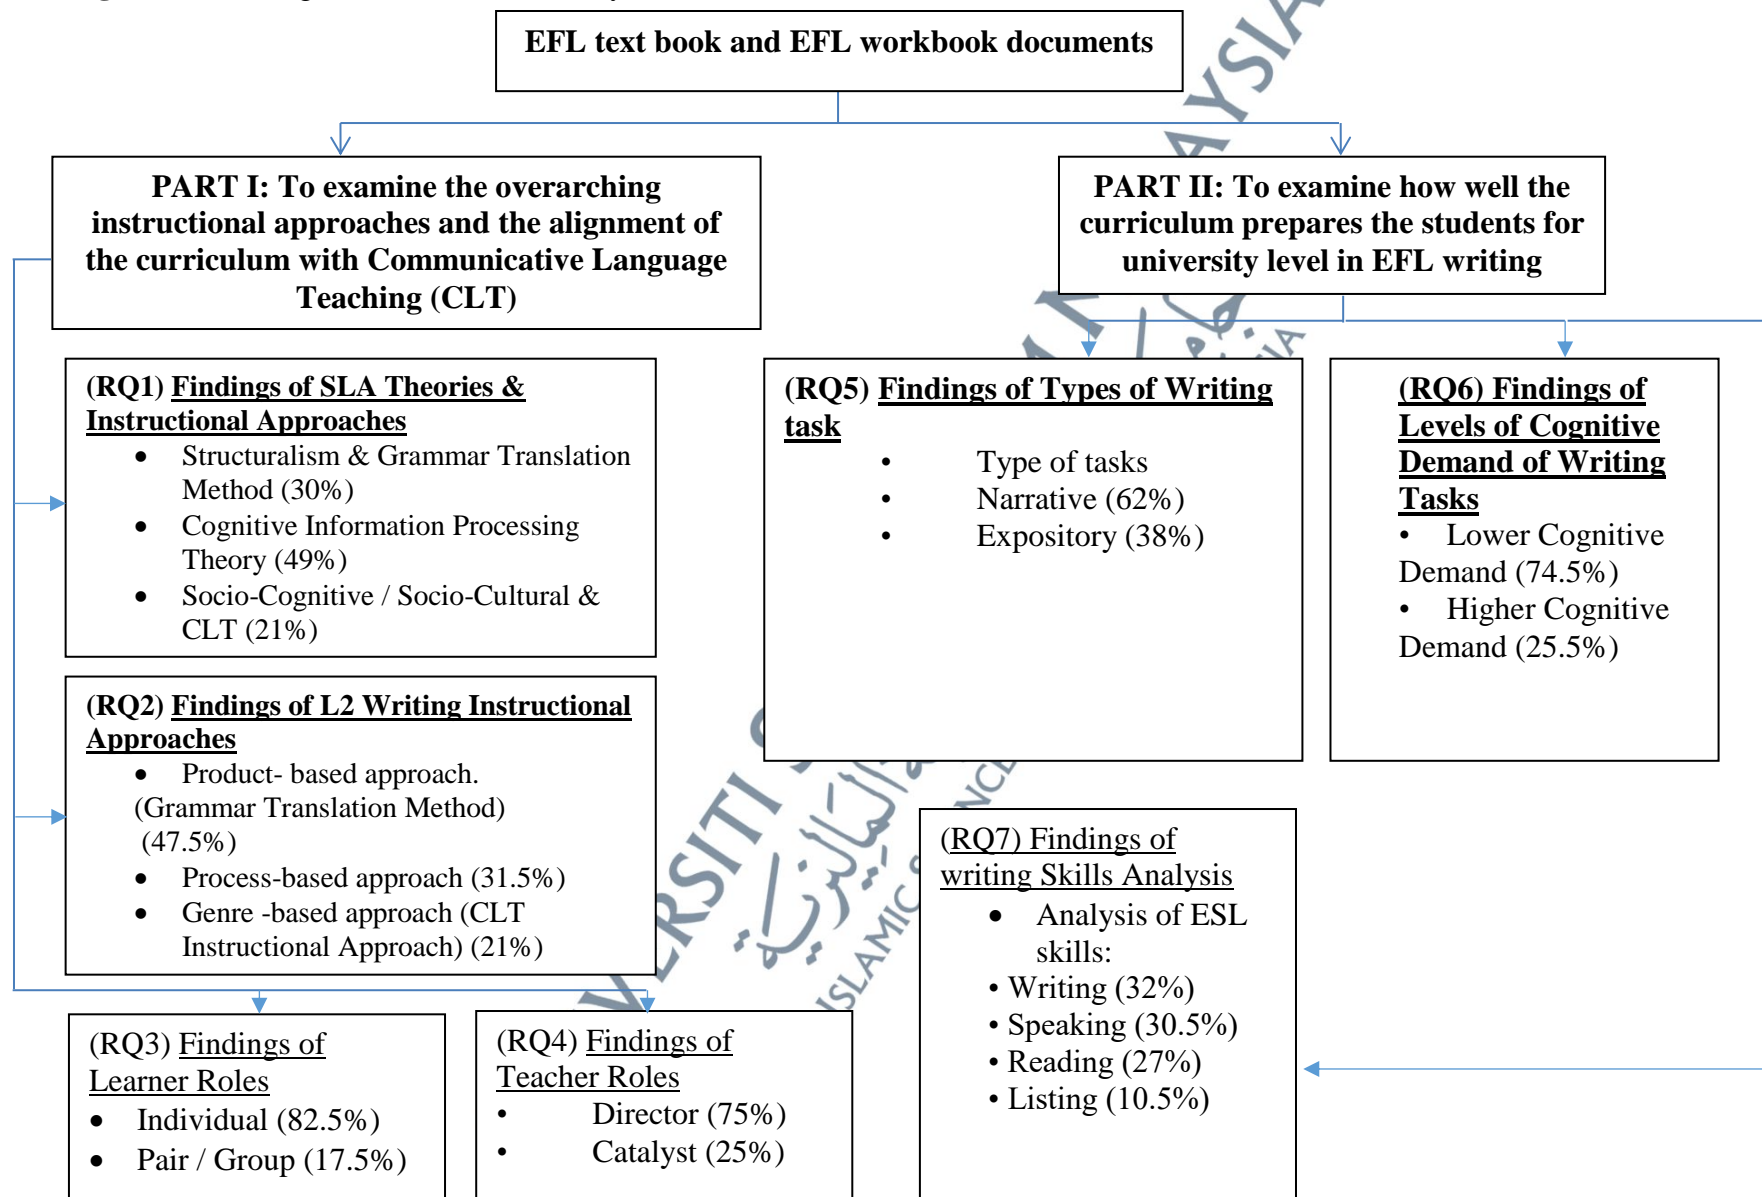 EFL text book and EFL workbook documents
PART I: To examine the overarching
instructional approaches and the alignment of
the curriculum with Communicative Language
Teaching (CLT)
PART II: To examine how well the
curriculum prepares the students for
university level in EFL writing
(RQ1) Findings of SLA Theories &
Instructional Approaches
• Structuralism & Grammar Translation
Method (30%)
• Cognitive Information Processing
Theory (49%)
• Socio-Cognitive / Socio-Cultural &
CLT (21%)
(RQ2) Findings of L2 Writing Instructional
Approaches
• Product- based approach.
(Grammar Translation Method)
(47.5%)
• Process-based approach (31.5%)
• Genre -based approach (CLT
Instructional Approach) (21%)
(RQ3) Findings of
Learner Roles
• Individual (82.5%)
• Pair / Group (17.5%)
(RQ4) Findings of
Teacher Roles
• Director (75%)
• Catalyst (25%)
(RQ5) Findings of Types of Writing
task
• Type of tasks
• Narrative (62%)
• Expository (38%)
(RQ6) Findings of
Levels of Cognitive
Demand of Writing
Tasks
• Lower Cognitive
Demand (74.5%)
• Higher Cognitive
Demand (25.5%)
(RQ7) Findings of
writing Skills Analysis
• Analysis of ESL
skills:
• Writing (32%)
• Speaking (30.5%)
• Reading (27%)
• Listing (10.5%)